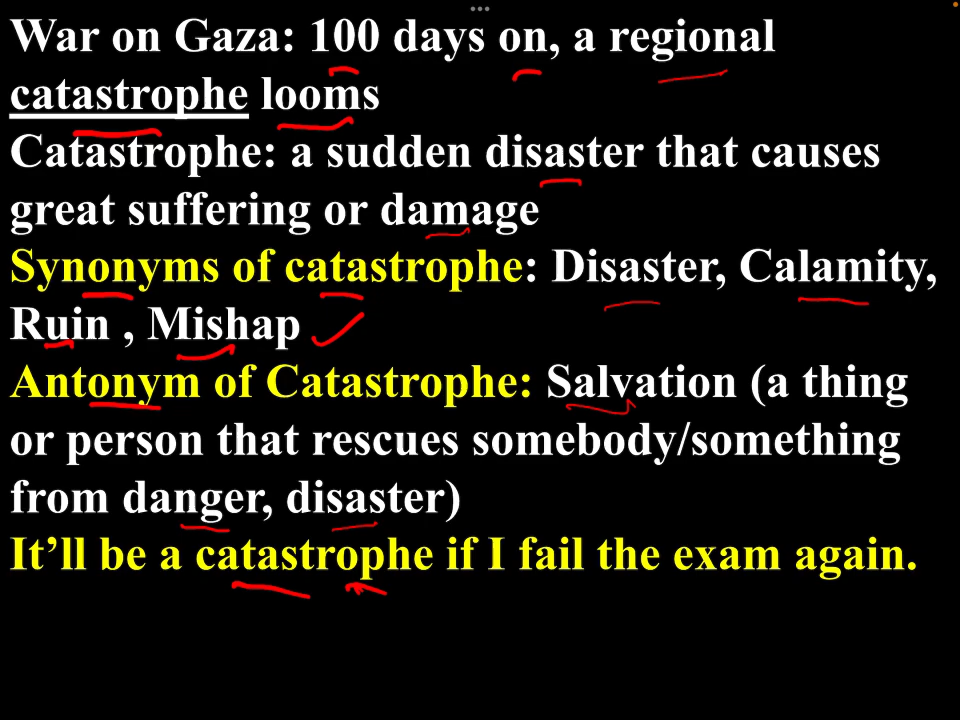 War on Gaza: 100 days on, a regional
catastrophe looms
Catastrophe: a sudden disaster that causes
great suffering or damage
Synonyms of catastrophe: Disaster, Calamity,
Ruin , Mishap
Antonym of Catastrophe: Salvation (a thing
or person that rescues somebody/something
from danger, disaster)
It’ll be a catastrophe if I fail the exam again.